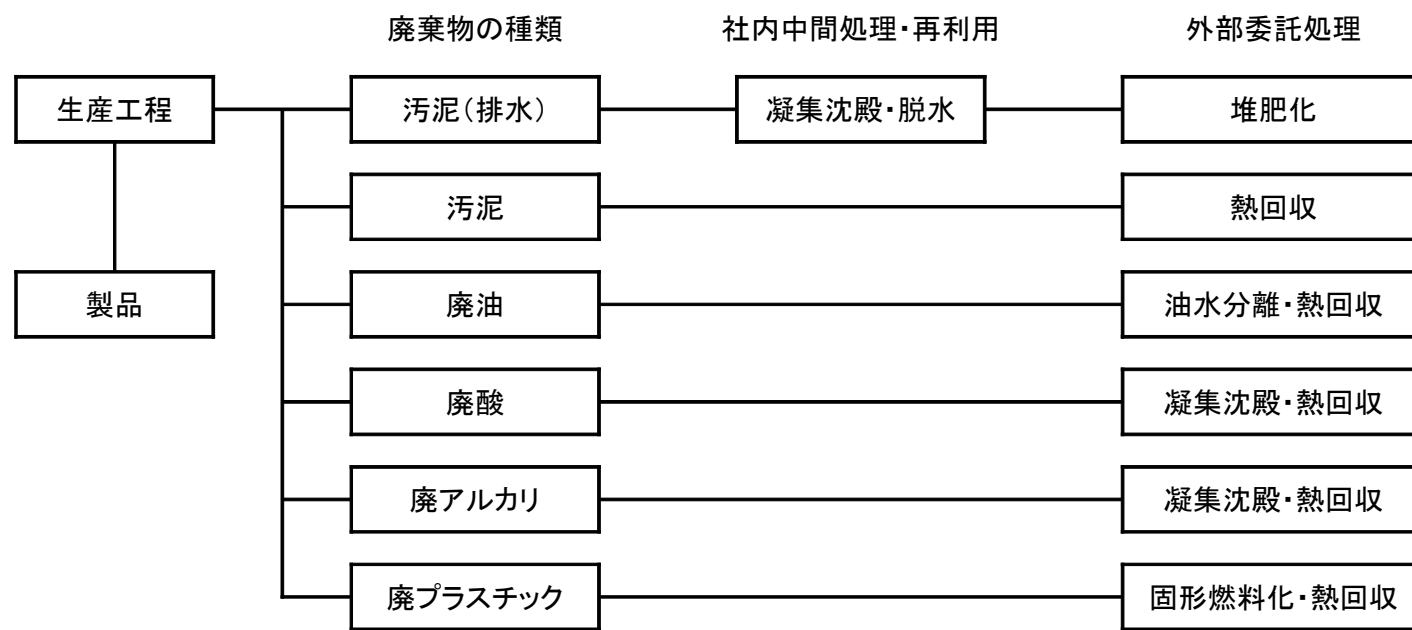 廃棄物の種類
社内中間処理・再利用
外部委託処理
生産工程
汚泥(排水)
凝集沈殿・脱水
堆肥化
汚泥
熱回収
製品
廃油
油水分離・熱回収
廃酸
凝集沈殿・熱回収
廃アルカリ
凝集沈殿・熱回収
廃プラスチック
固形燃料化・熱回収